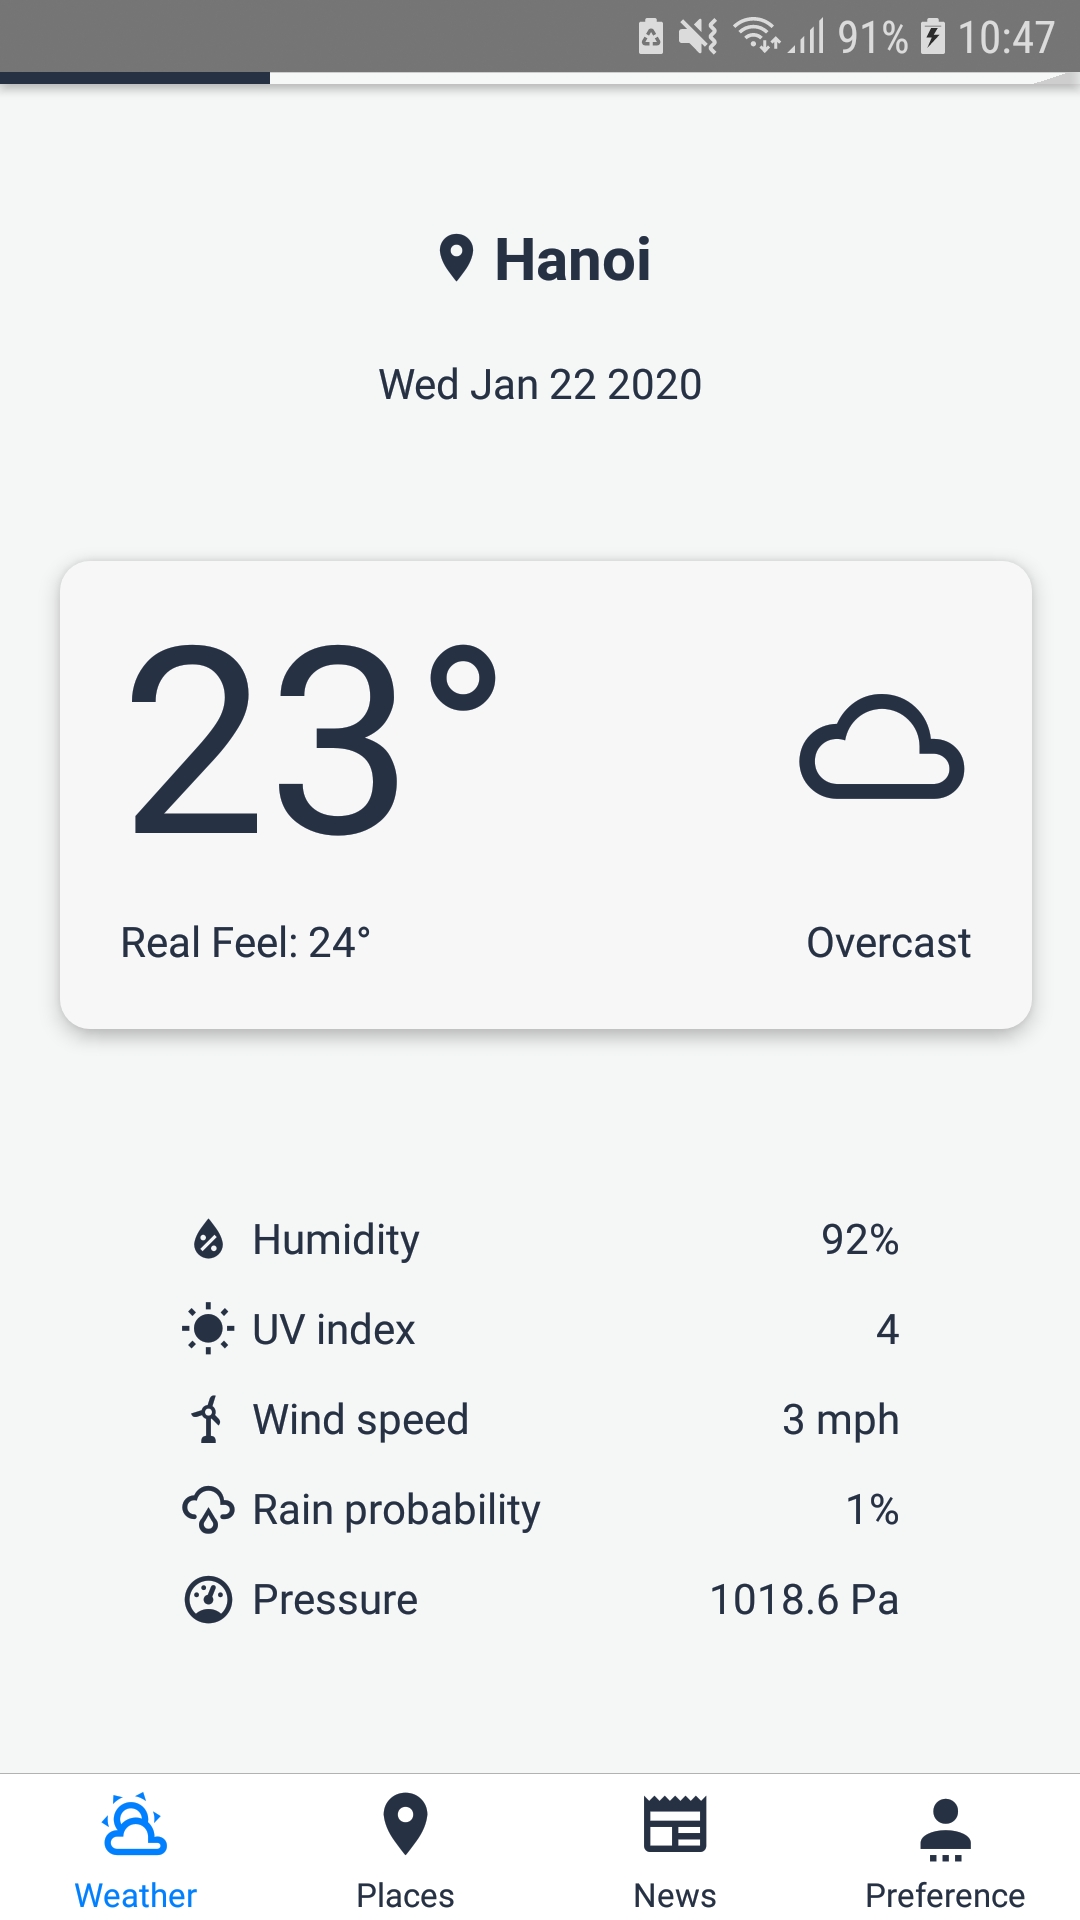 91% 10:47
Hanoi
Wed Jan 22 2020
23°
Real Feel: 24° Overcast
Humidity 92%
UV index 4
Wind speed 3 mph
Rain probability 1%
Pressure 1018.6 Pa
Weather Places News Preference